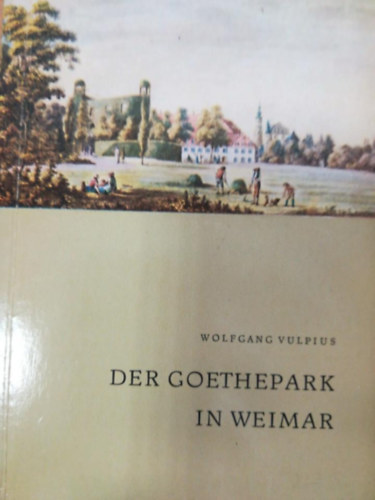 WOLFGANG VULPIUS
DER GOETHEPARK
IN WEIMAR